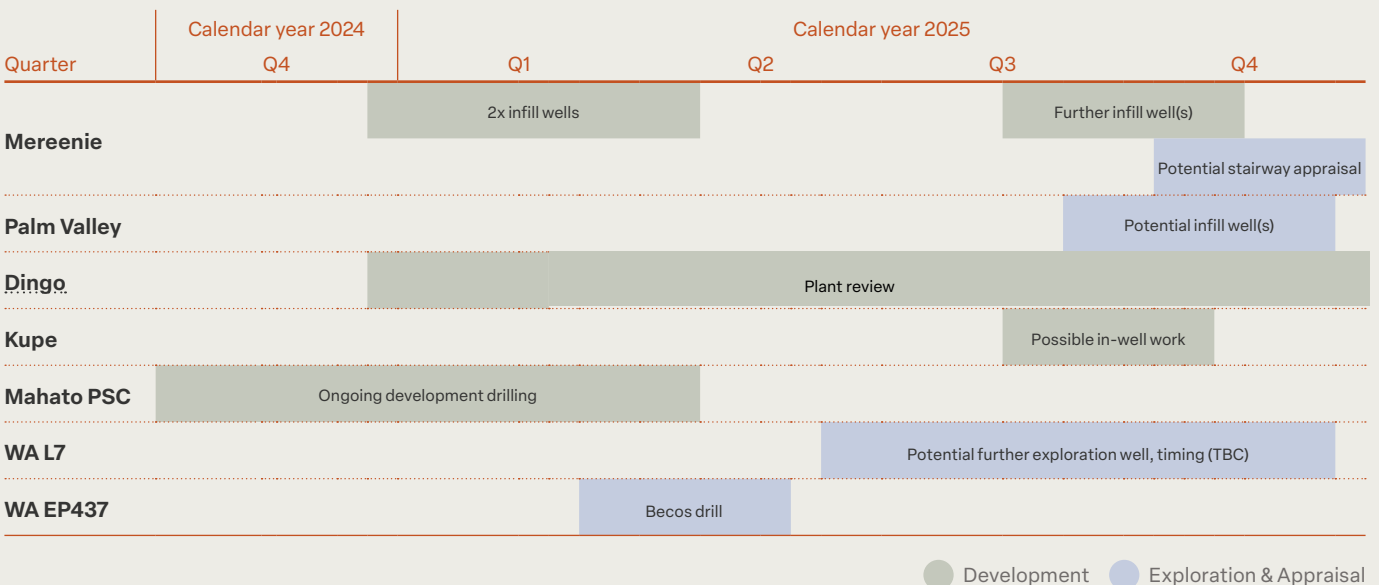 Calendar year 2024 Calendar year 2025
Quarter Q4 Q1 Q2 Q3 Q4
Mereenie 2x infill wells Further infill well(s)
Potential stairway appraisal
Palm Valley Potential infill well(s)
Dingo Plant review
Kupe Possible in-well work
Mahato PSC Ongoing development drilling
WA L7 Potential further exploration well, timing (TBC)
WA EP437 Becos drill
Development Exploration & Appraisal